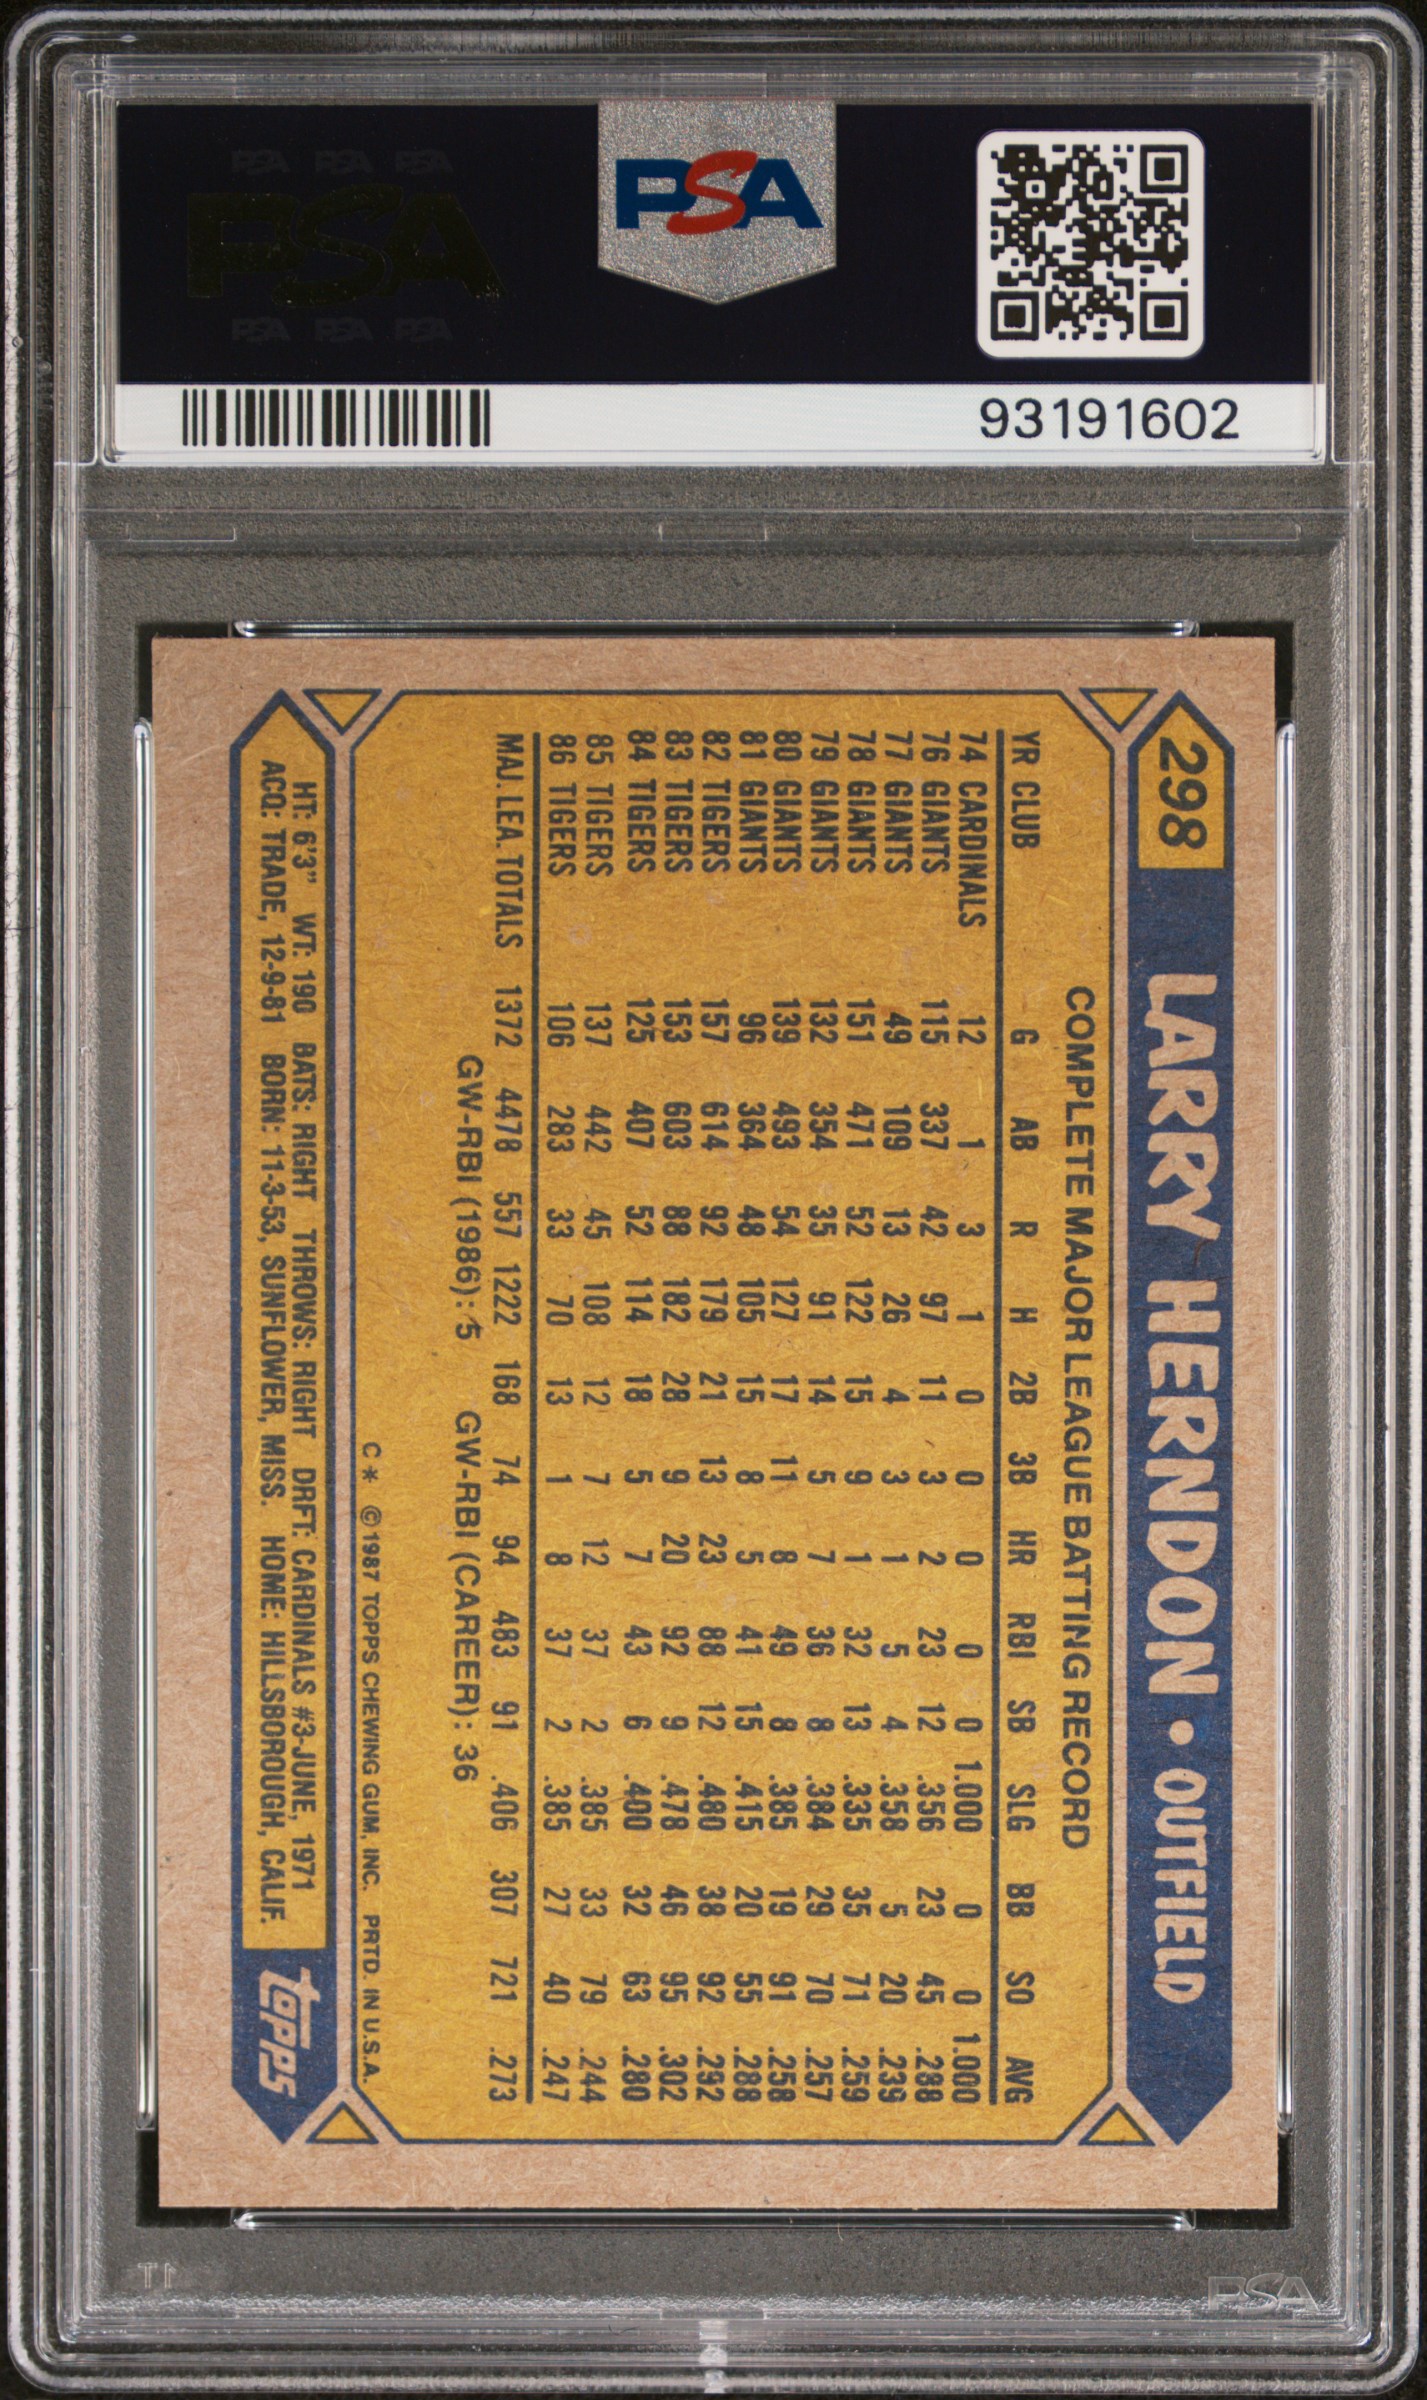 PSA PSA PSA
PSA
PSA PSA PSA
PSA
93191602
298 LARRY HERNDON • OUTFIELD
COMPLETE MAJOR LEAGUE BATTING RECORD
YR CLUB G AB R H 2B 3B HR RBI SB SLG BB SO AVG
74 CARDINALS 12 1 3 1 0 0 0 0 0 1.000 0 0 1.000
76 GIANTS 115 337 42 97 11 3 2 23 12 .356 23 45 .288
77 GIANTS 49 109 13 26 4 3 1 5 4 .358 5 20 .239
78 GIANTS 151 471 52 122 15 9 1 32 13 .335 35 71 .259
79 GIANTS 132 354 35 91 14 5 7 36 8 .384 29 70 .257
80 GIANTS 139 493 54 127 17 11 8 49 8 .385 19 91 .258
81 GIANTS 96 364 48 105 15 8 5 41 15 .415 20 55 .288
82 TIGERS 157 614 92 179 21 13 23 88 12 .480 38 92 .292
83 TIGERS 153 603 88 182 28 9 20 92 9 .478 46 95 .302
84 TIGERS 125 407 52 114 18 5 7 43 6 .400 32 63 .280
85 TIGERS 137 442 45 108 12 7 12 37 2 .385 33 79 .244
86 TIGERS 106 283 33 70 13 1 8 37 2 .385 27 40 .247
MAJ. LEA. TOTALS 1372 4478 557 1222 168 74 94 483 91 .406 307 721 .273
GW-RBI (1986): 5 GW-RBI (CAREER): 36
C* ©1987 TOPPS CHEWING GUM, INC. PRTD. IN U.S.A.
HT: 6'3" WT: 190 BATS: RIGHT THROWS: RIGHT DRFT: CARDINALS #3-JUNE, 1971
ACQ: TRADE, 12-9-81 BORN: 11-3-53, SUNFLOWER, MISS. HOME: HILLSBOROUGH, CALIF.
topps
PSA